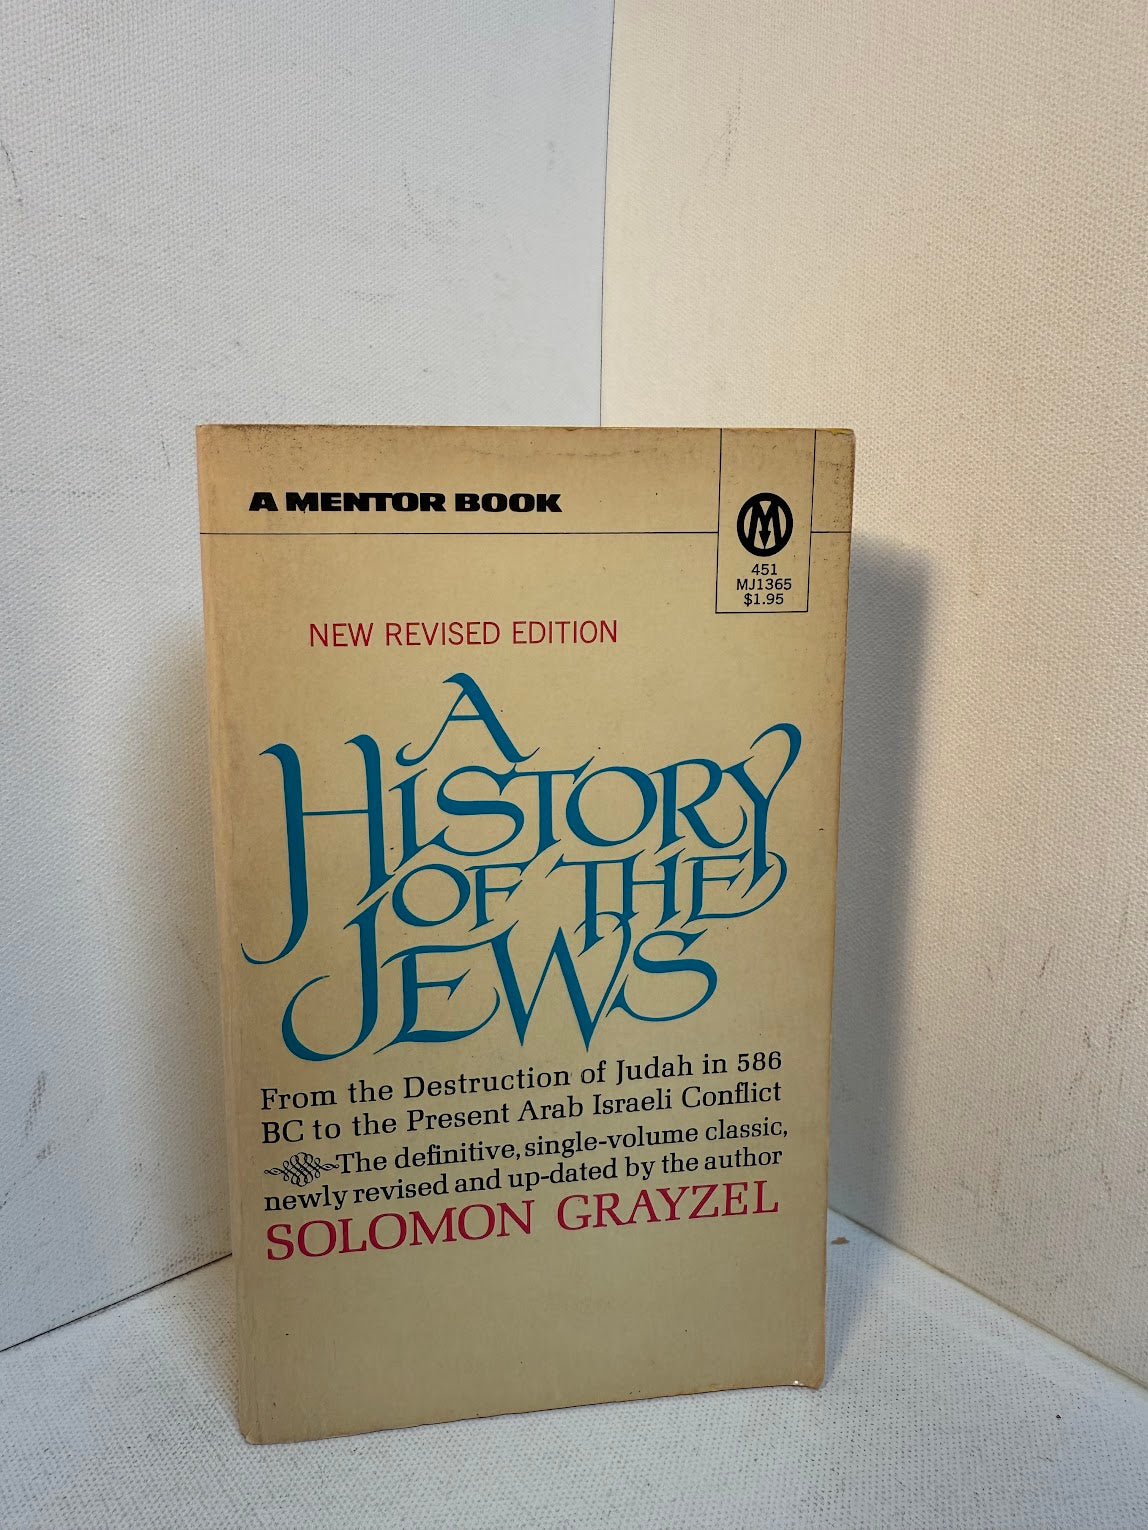 A MENTOR BOOK
M
451
MJ1365
$1.95
NEW REVISED EDITION
A
HiSTORY
OF THE
JEWS
From the Destruction of Judah in 586
BC to the Present Arab Israeli Conflict
The definitive, single-volume classic,
newly revised and up-dated by the author
SOLOMON GRAYZEL